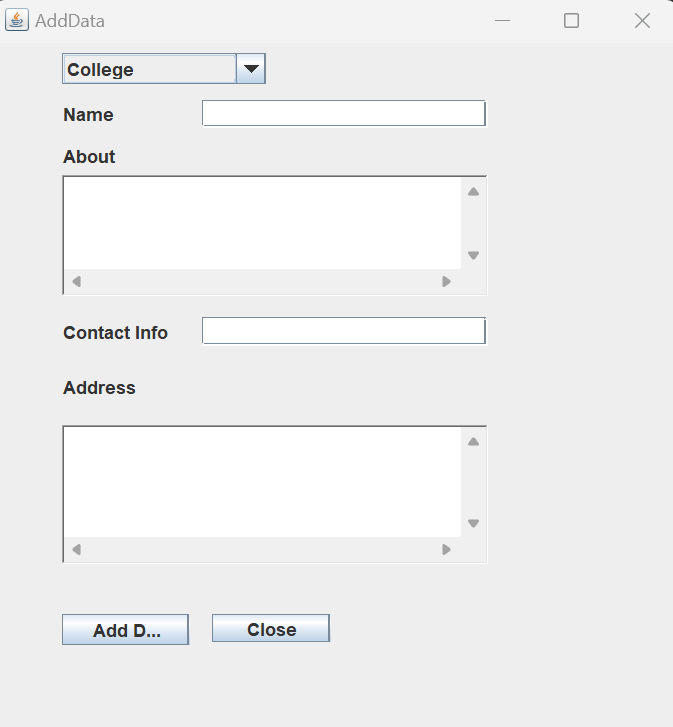 AddData
College
Name
About
Contact Info
Address
Add D...
Close